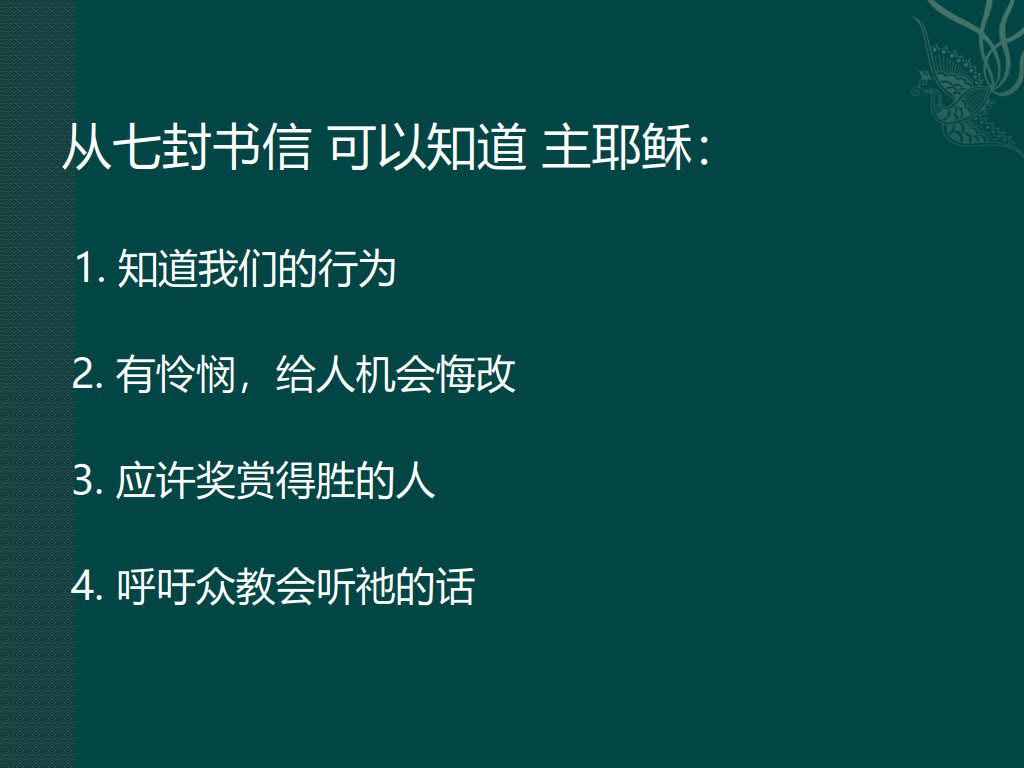 从七封书信 可以知道 主耶稣：
1. 知道我们的行为
2. 有怜悯，给人机会悔改
3. 应许奖赏得胜的人
4. 呼吁众教会听祂的话